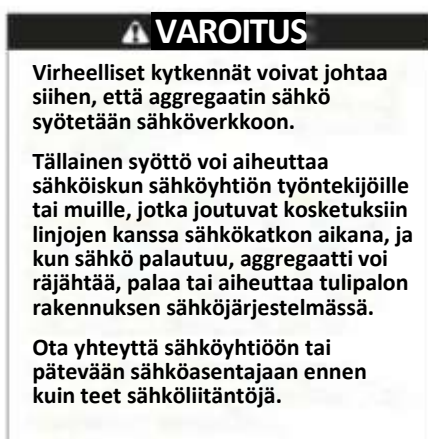 VAROITUS
Virheelliset kytkennät voivat johtaa
siihen, että aggregaatin sähkö
syötetään sähköverkkoon.
Tällainen syöttö voi aiheuttaa
sähköiskun sähköyhtiön työntekijöille
tai muille, jotka joutuvat kosketuksiin
linjojen kanssa sähkökatkon aikana, ja
kun sähkö palautuu, aggregaatti voi
räjähtää, palaa tai aiheuttaa tulipalon
rakennuksen sähköjärjestelmässä.
Ota yhteyttä sähköyhtiöön tai
pätevään sähköasentajaan ennen
kuin teet sähköliitäntöjä.